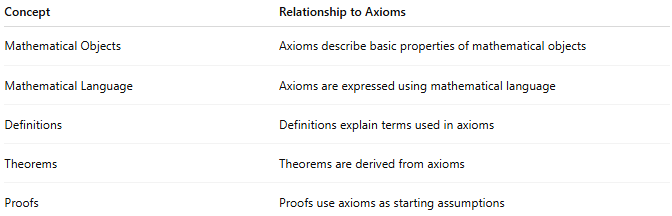 Concept Relationship to Axioms
Mathematical Objects Axioms describe basic properties of mathematical objects
Mathematical Language Axioms are expressed using mathematical language
Definitions Definitions explain terms used in axioms
Theorems Theorems are derived from axioms
Proofs Proofs use axioms as starting assumptions